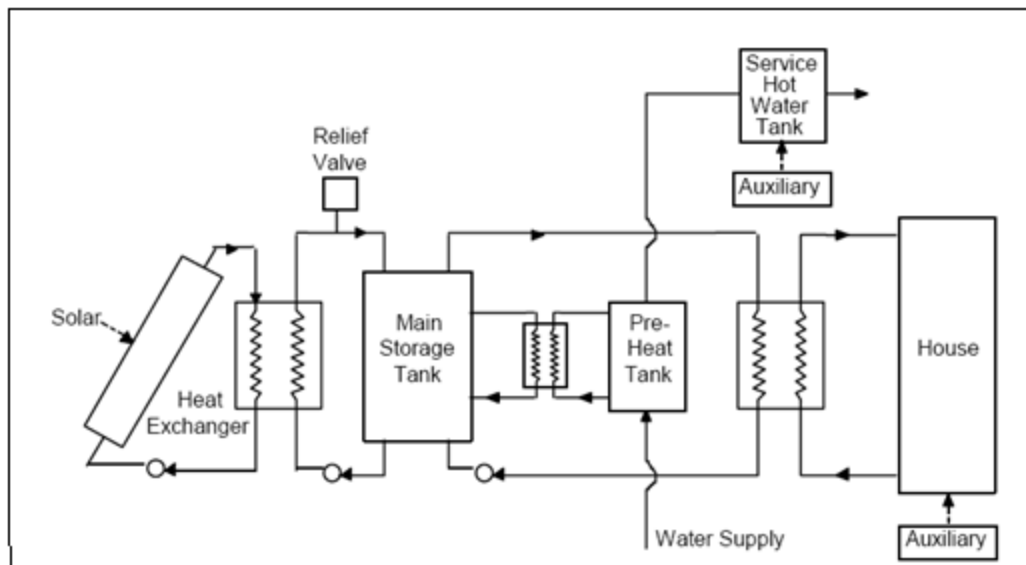 Service
Hot
Water
Tank
Auxiliary
Relief
Valve
Solar
Heat
Exchanger
Main
Storage
Tank
Pre-
Heat
Tank
House
Water Supply
Auxiliary